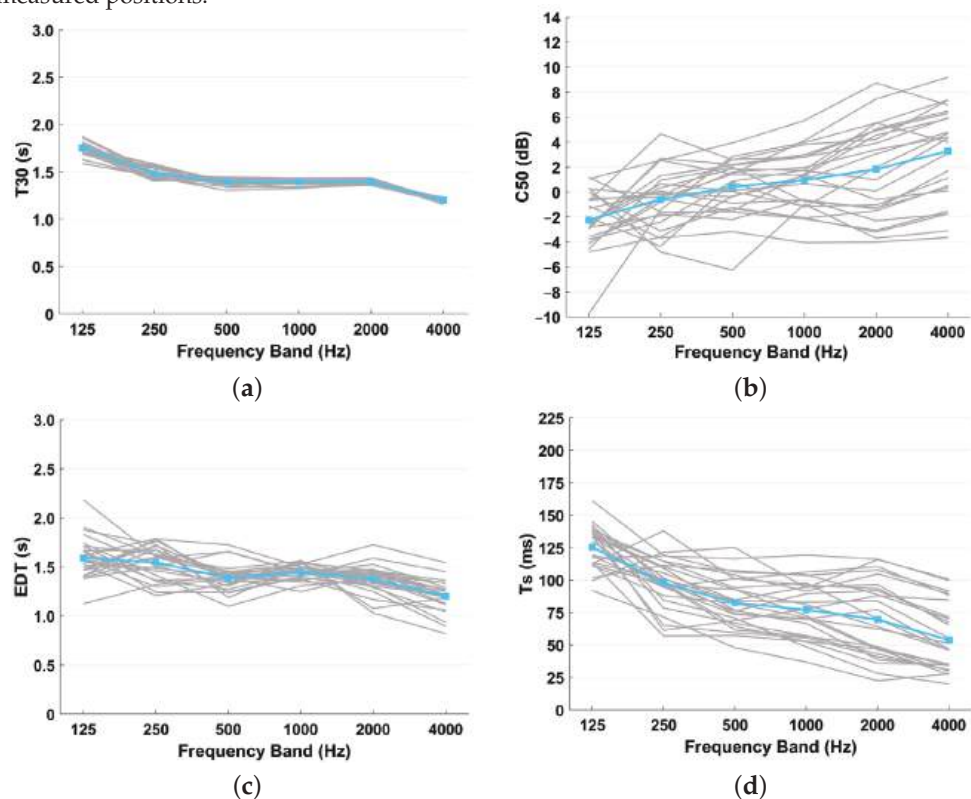 measured positions.
3.0
2.5
2.0
1.5
1.0
0.5
0
T30 (s)
125 250 500 1000 2000 4000
Frequency Band (Hz)
(a)
14
14
12
10
8
6
4
2
0
−2
−4
−6
−8
−10
C50 (dB)
125 250 500 1000 2000 4000
Frequency Band (Hz)
(b)
3.0
2.5
2.0
1.5
1.0
0.5
0
EDT (s)
125 250 500 1000 2000 4000
Frequency Band (Hz)
(c)
225
200
175
150
125
100
75
50
25
0
Ts (ms)
125 250 500 1000 2000 4000
Frequency Band (Hz)
(d)